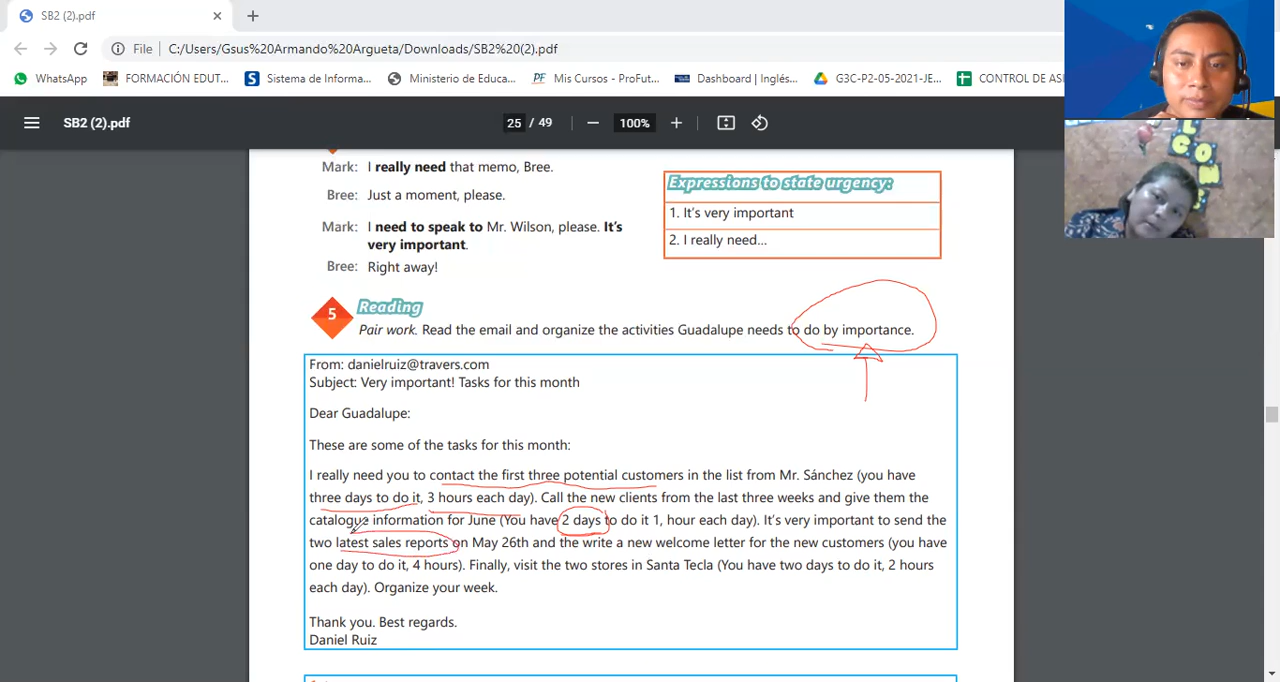 SB2 (2).pdf
File
C:/Users/Gsus%20Armando%20Argueta/Downloads/SB2%20(2).pdf
WhatsApp
FORMACIÓN EDUT...
Sistema de Informa...
Ministerio de Educa...
Mis Cursos - ProFut...
Dashboard | Inglés...
G3C-P2-05-2021-JE...
CONTROL DE ASI
SB2 (2).pdf
25 / 49
100%
Mark: I really need that memo, Bree.
Bree: Just a moment, please.
Mark: I need to speak to Mr. Wilson, please. It's
very important.
Bree: Right away!
Expressions to state urgency:
1. It's very important
2. I really need...
5
Reading
Pair work. Read the email and organize the activities Guadalupe needs to do by importance.
From: danielruiz@travers.com
Subject: Very important! Tasks for this month
Dear Guadalupe:
These are some of the tasks for this month:
I really need you to contact the first three potential customers in the list from Mr. Sánchez (you have
three days to do it, 3 hours each day). Call the new clients from the last three weeks and give them the
catalogue information for June (You have 2 days to do it 1, hour each day). It's very important to send the
two latest sales reports on May 26th and the write a new welcome letter for the new customers (you have
one day to do it, 4 hours). Finally, visit the two stores in Santa Tecla (You have two days to do it, 2 hours
each day). Organize your week.
Thank you. Best regards.
Daniel Ruiz